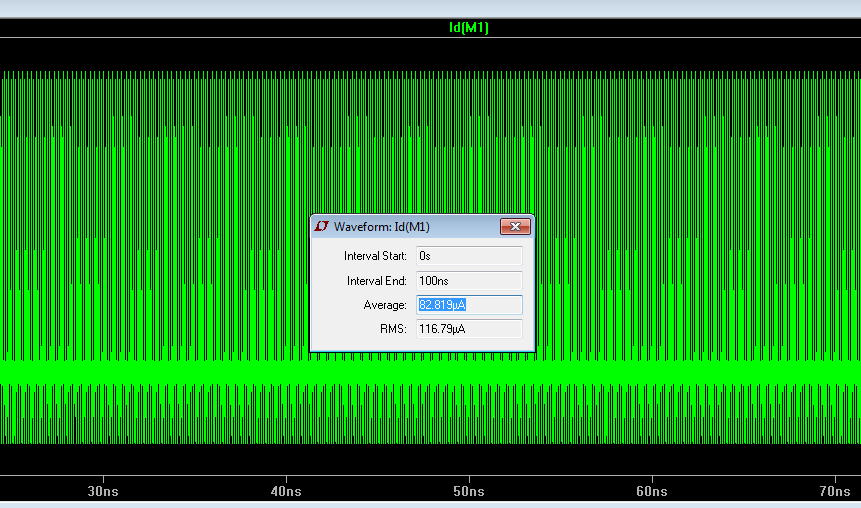 Id(M1)
Waveform: Id(M1)
Interval Start: 0s
Interval End: 100ns
Average: 82.819µA
RMS: 116.79µA
30ns 40ns 50ns 60ns 70ns